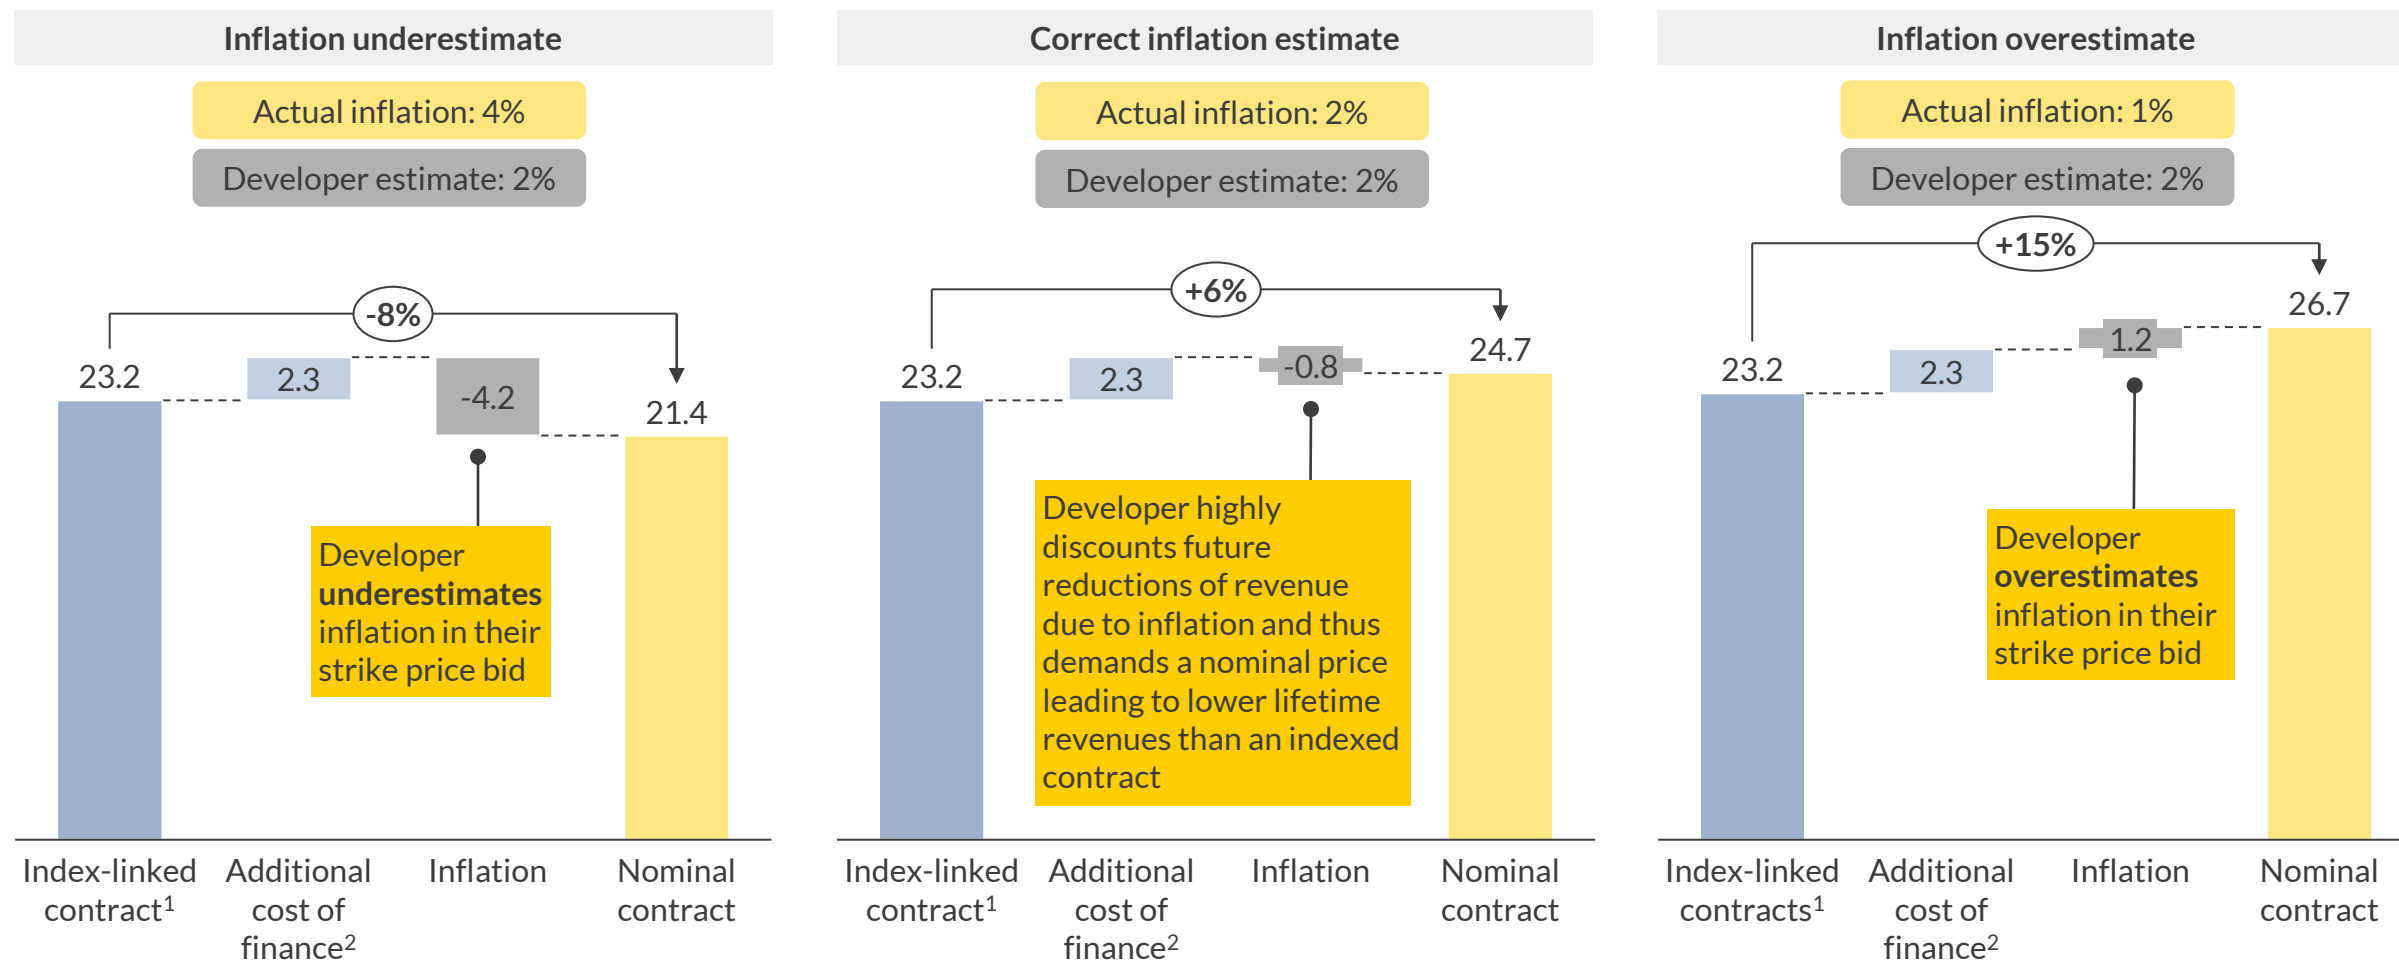 Inflation underestimate
Actual inflation: 4%
Developer estimate: 2%
-8%
23.2
2.3
-4.2
21.4
Developer
underestimates
inflation in their
strike price bid
Index-linked
contract¹
Additional
cost of
finance²
Inflation
Nominal
contract
Correct inflation estimate
Actual inflation: 2%
Developer estimate: 2%
+6%
23.2
2.3
-0.8
24.7
Developer highly
discounts future
reductions of revenue
due to inflation and thus
demands a nominal price
leading to lower lifetime
revenues than an indexed
contract
Index-linked
contract¹
Additional
cost of
finance²
Inflation
Nominal
contract
Inflation overestimate
Actual inflation: 1%
Developer estimate: 2%
+15%
23.2
2.3
1.2
26.7
Developer
overestimates
inflation in their
strike price bid
Index-linked
contracts¹
Additional
cost of
finance²
Inflation
Nominal
contract